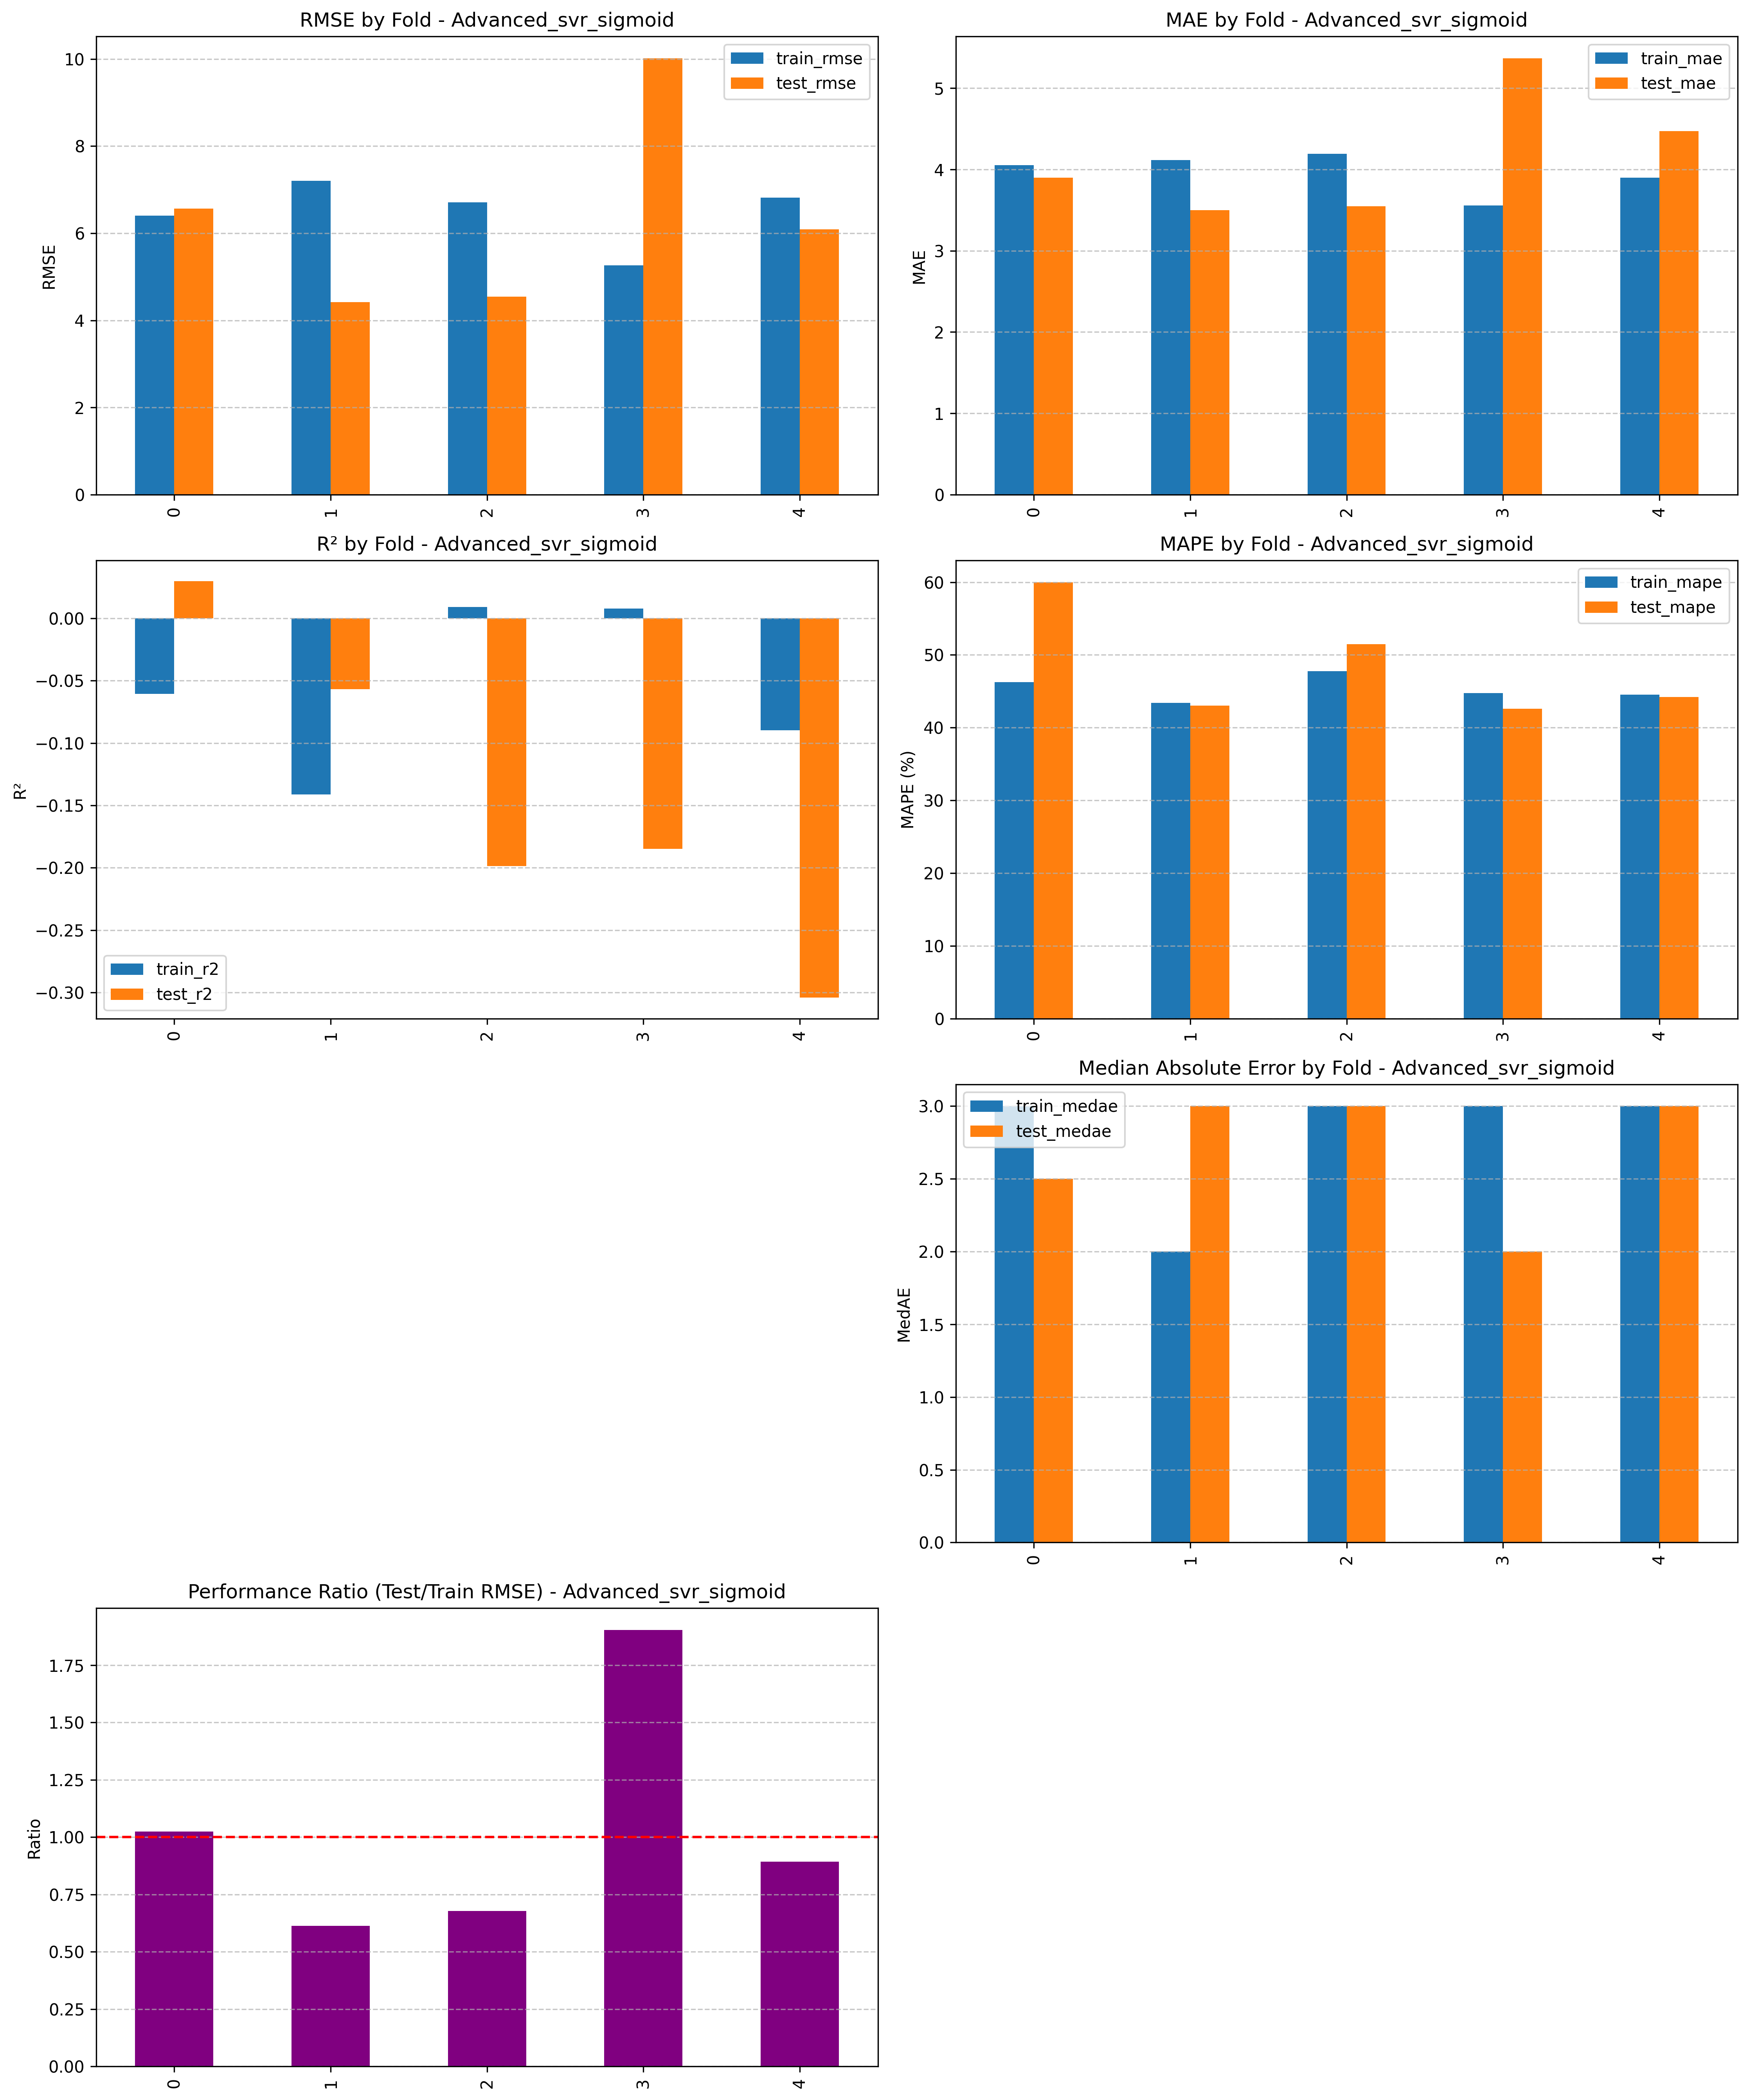 RMSE by Fold - Advanced_svr_sigmoid
RMSE
10
8
6
4
2
0
train_rmse
test_rmse
0 1 2 3 4
MAE by Fold - Advanced_svr_sigmoid
MAE
5
4
3
2
1
0
train_mae
test_mae
0 1 2 3 4
R² by Fold - Advanced_svr_sigmoid
R²
0.00
−0.05
−0.10
−0.15
−0.20
−0.25
−0.30
train_r2
test_r2
0 1 2 3 4
MAPE by Fold - Advanced_svr_sigmoid
MAPE (%)
60
50
40
30
20
10
0
train_mape
test_mape
0 1 2 3 4
Median Absolute Error by Fold - Advanced_svr_sigmoid
MedAE
3.0
2.5
2.0
1.5
1.0
0.5
0.0
train_medae
test_medae
0 1 2 3 4
Performance Ratio (Test/Train RMSE) - Advanced_svr_sigmoid
Ratio
1.75
1.50
1.25
1.00
0.75
0.50
0.25
0.00
0 1 2 3 4